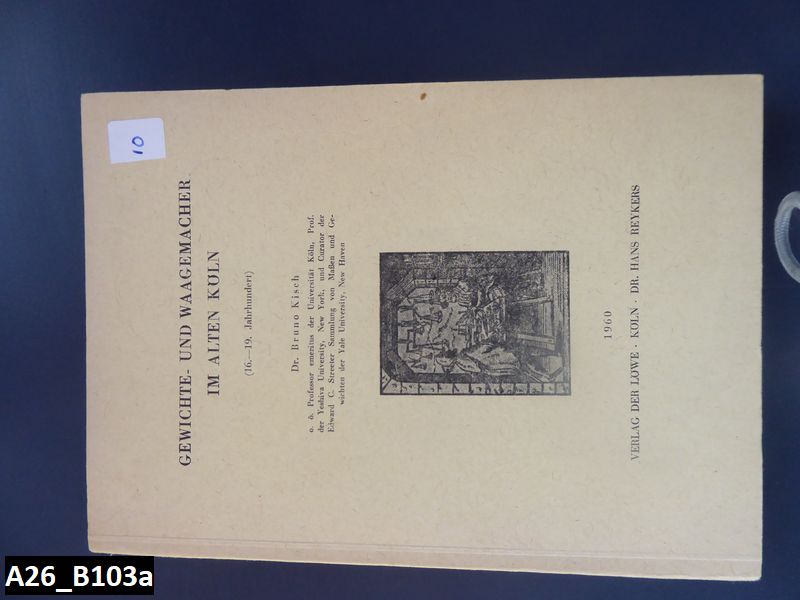 10
GEWICHTE- UND WAAGEMACHER
IM ALTEN KÖLN
(16.—19. Jahrhundert)
Dr. Bruno Kisch
o. ö. Professor emeritus der Universität Köln, Prof.
der Yeshiva University, New York, und Curator der
Edward C. Streeter Sammlung von Maßen und Ge-
wichten der Yale University, New Haven
1960
VERLAG DER LÖWE · KÖLN · DR. HANS REYKERS
A26_B103a